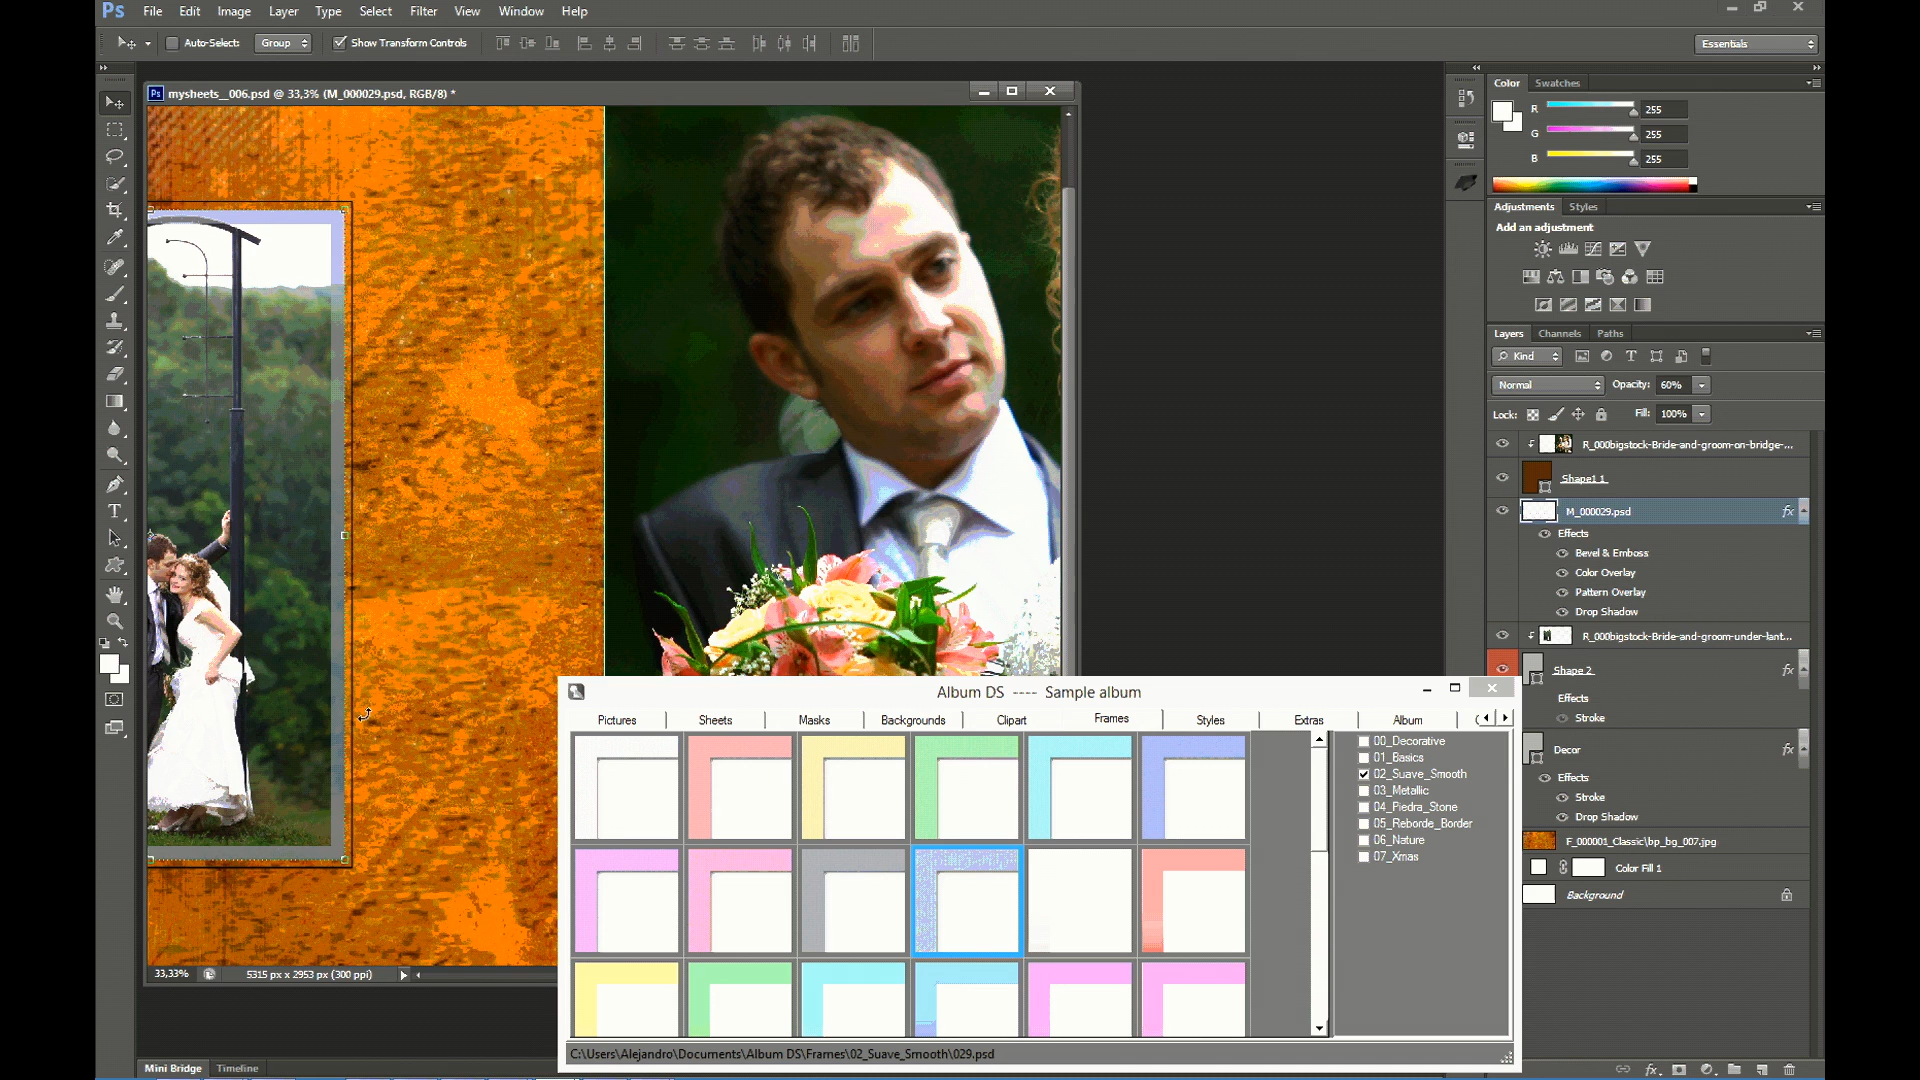 Ps File Edit Image Layer Type Select Filter View Window Help
Auto-Select: Group Show Transform Controls Essentials
Ps mysheets__006.psd @ 33,3% (M_000029.psd, RGB/8) *
Color Swatches
R 255
G 255
B 255
Adjustments Styles
Add an adjustment
Layers Channels Paths
Kind
Normal Opacity: 60%
Lock: Fill: 100%
R_000bigstock-Bride-and-groom-on-bridge-...
Shape1 1
M_000029.psd fx
Effects
Bevel & Emboss
Color Overlay
Pattern Overlay
Drop Shadow
R_000bigstock-Bride-and-groom-under-lant...
Shape 2 fx
Effects
Stroke
Decor fx
Effects
Stroke
Drop Shadow
F_000001_Classic\bp_bg_007.jpg
Color Fill 1
Background
33,33% 5315 px x 2953 px (300 ppi)
Album DS ---- Sample album
Pictures Sheets Masks Backgrounds Clipart Frames Styles Extras Album
00_Decorative
01_Basics
02_Suave_Smooth
03_Metallic
04_Piedra_Stone
05_Reborde_Border
06_Nature
07_Xmas
C:\Users\Alejandro\Documents\Album DS\Frames\02_Suave_Smooth\029.psd
Mini Bridge Timeline
fx